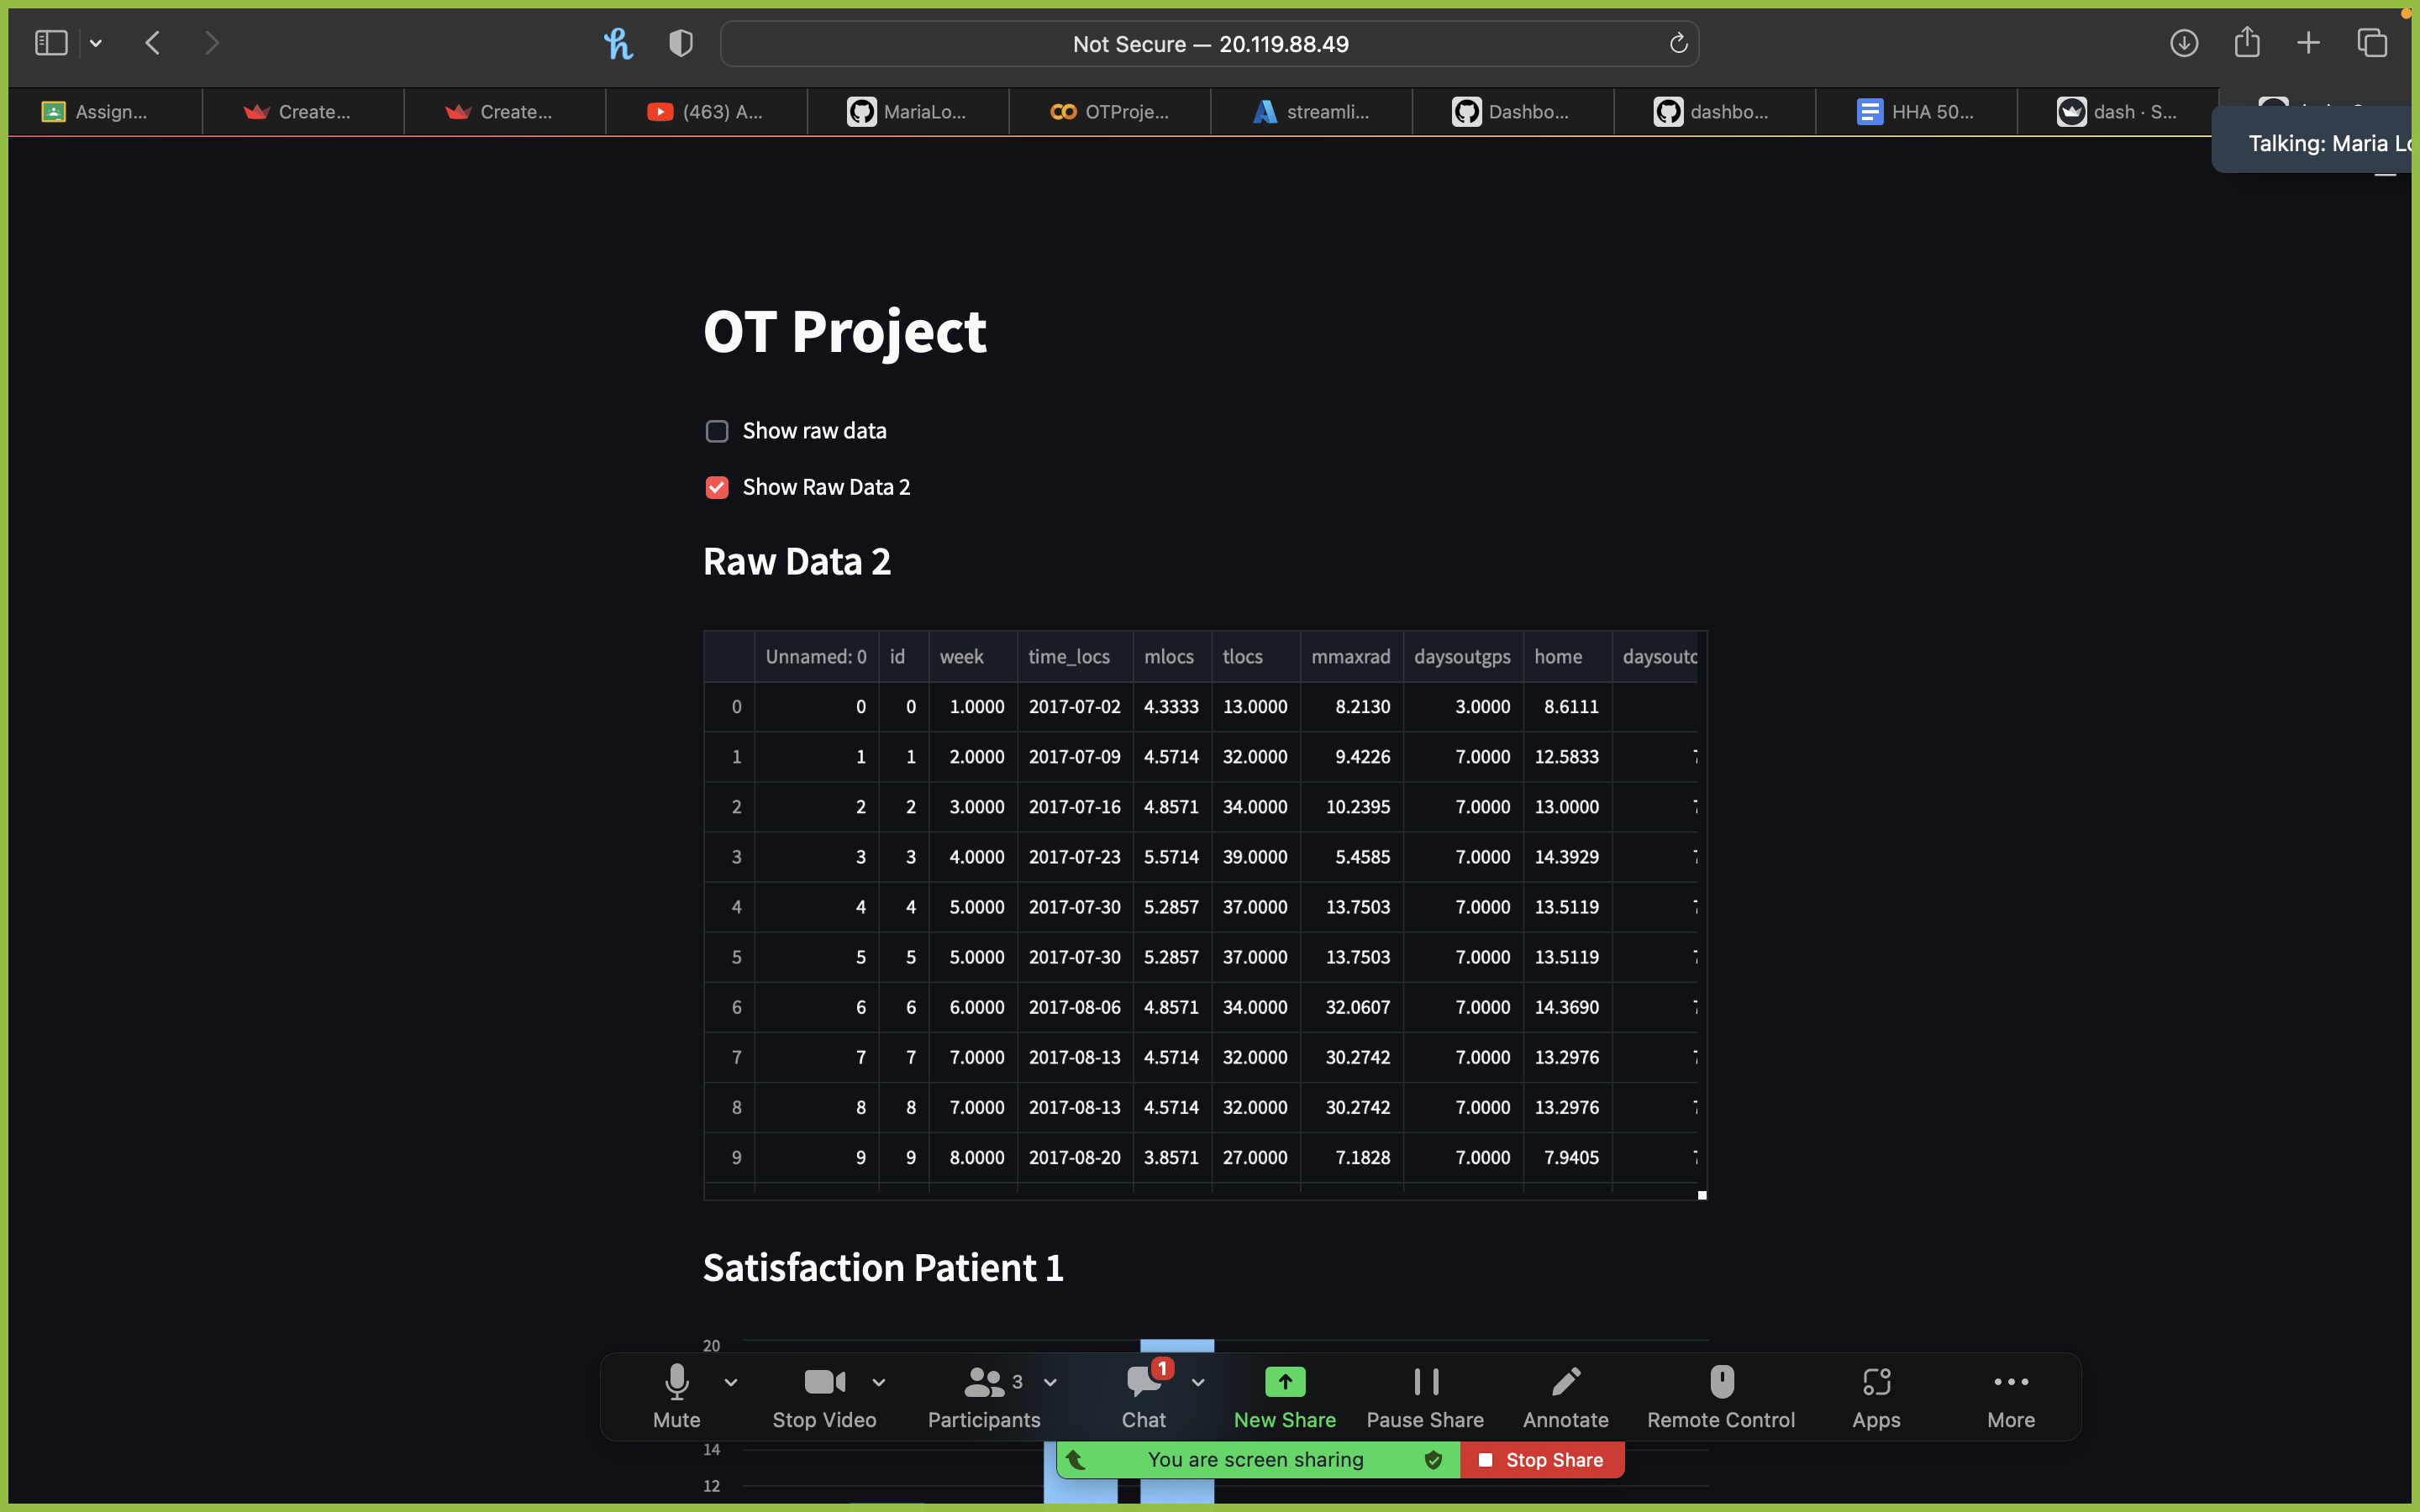 Not Secure — 20.119.88.49
Assign... Create... Create... (463) A... MariaLo... OTProje... streamli... Dashbo... dashbo... HHA 50... dash · S...
Talking: Maria Lo
OT Project
Show raw data
Show Raw Data 2
Raw Data 2
Unnamed: 0 id week time_locs mlocs tlocs mmaxrad daysoutgps home daysoutc
0 0 0 1.0000 2017-07-02 4.3333 13.0000 8.2130 3.0000 8.6111
1 1 1 2.0000 2017-07-09 4.5714 32.0000 9.4226 7.0000 12.5833
2 2 2 3.0000 2017-07-16 4.8571 34.0000 10.2395 7.0000 13.0000
3 3 3 4.0000 2017-07-23 5.5714 39.0000 5.4585 7.0000 14.3929
4 4 4 5.0000 2017-07-30 5.2857 37.0000 13.7503 7.0000 13.5119
5 5 5 5.0000 2017-07-30 5.2857 37.0000 13.7503 7.0000 13.5119
6 6 6 6.0000 2017-08-06 4.8571 34.0000 32.0607 7.0000 14.3690
7 7 7 7.0000 2017-08-13 4.5714 32.0000 30.2742 7.0000 13.2976
8 8 8 7.0000 2017-08-13 4.5714 32.0000 30.2742 7.0000 13.2976
9 9 9 8.0000 2017-08-20 3.8571 27.0000 7.1828 7.0000 7.9405
Satisfaction Patient 1
20
1
3
Mute Stop Video Participants Chat New Share Pause Share Annotate Remote Control Apps More
14
You are screen sharing Stop Share
12